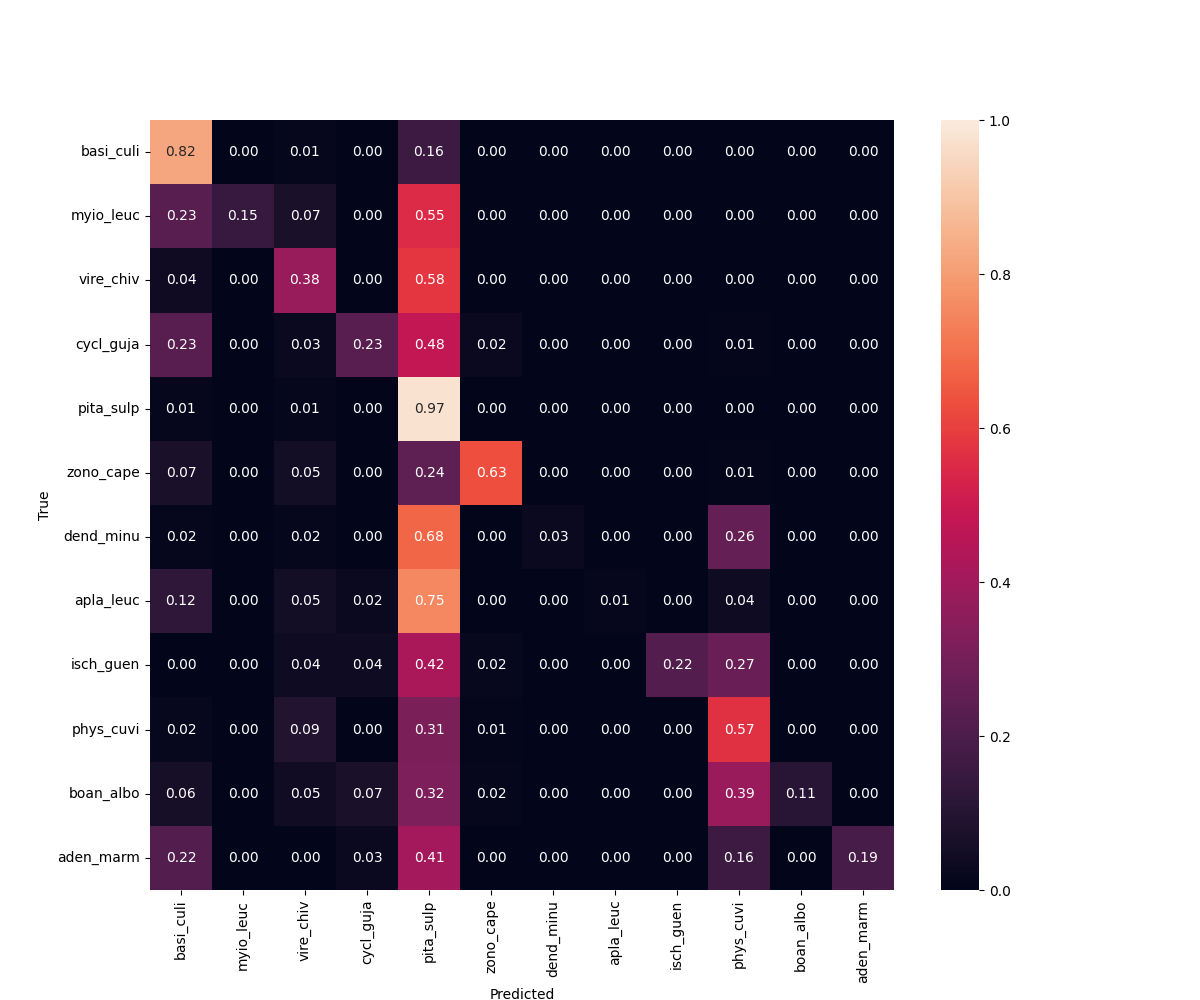 basi_culi 0.82 0.00 0.01 0.00 0.16 0.00 0.00 0.00 0.00 0.00 0.00 0.00
myio_leuc 0.23 0.15 0.07 0.00 0.55 0.00 0.00 0.00 0.00 0.00 0.00 0.00
vire_chiv 0.04 0.00 0.38 0.00 0.58 0.00 0.00 0.00 0.00 0.00 0.00 0.00
cycl_guja 0.23 0.00 0.03 0.23 0.48 0.02 0.00 0.00 0.00 0.01 0.00 0.00
pita_sulp 0.01 0.00 0.01 0.00 0.97 0.00 0.00 0.00 0.00 0.00 0.00 0.00
zono_cape 0.07 0.00 0.05 0.00 0.24 0.63 0.00 0.00 0.00 0.01 0.00 0.00
dend_minu 0.02 0.00 0.02 0.00 0.68 0.00 0.03 0.00 0.00 0.26 0.00 0.00
apla_leuc 0.12 0.00 0.05 0.02 0.75 0.00 0.00 0.01 0.00 0.04 0.00 0.00
isch_guen 0.00 0.00 0.04 0.04 0.42 0.02 0.00 0.00 0.22 0.27 0.00 0.00
phys_cuvi 0.02 0.00 0.09 0.00 0.31 0.01 0.00 0.00 0.00 0.57 0.00 0.00
boan_albo 0.06 0.00 0.05 0.07 0.32 0.02 0.00 0.00 0.00 0.39 0.11 0.00
aden_marm 0.22 0.00 0.00 0.03 0.41 0.00 0.00 0.00 0.00 0.16 0.00 0.19
True
basi_culi
myio_leuc
vire_chiv
cycl_guja
pita_sulp
zono_cape
dend_minu
apla_leuc
isch_guen
phys_cuvi
boan_albo
aden_marm
Predicted
1.0
0.8
0.6
0.4
0.2
0.0